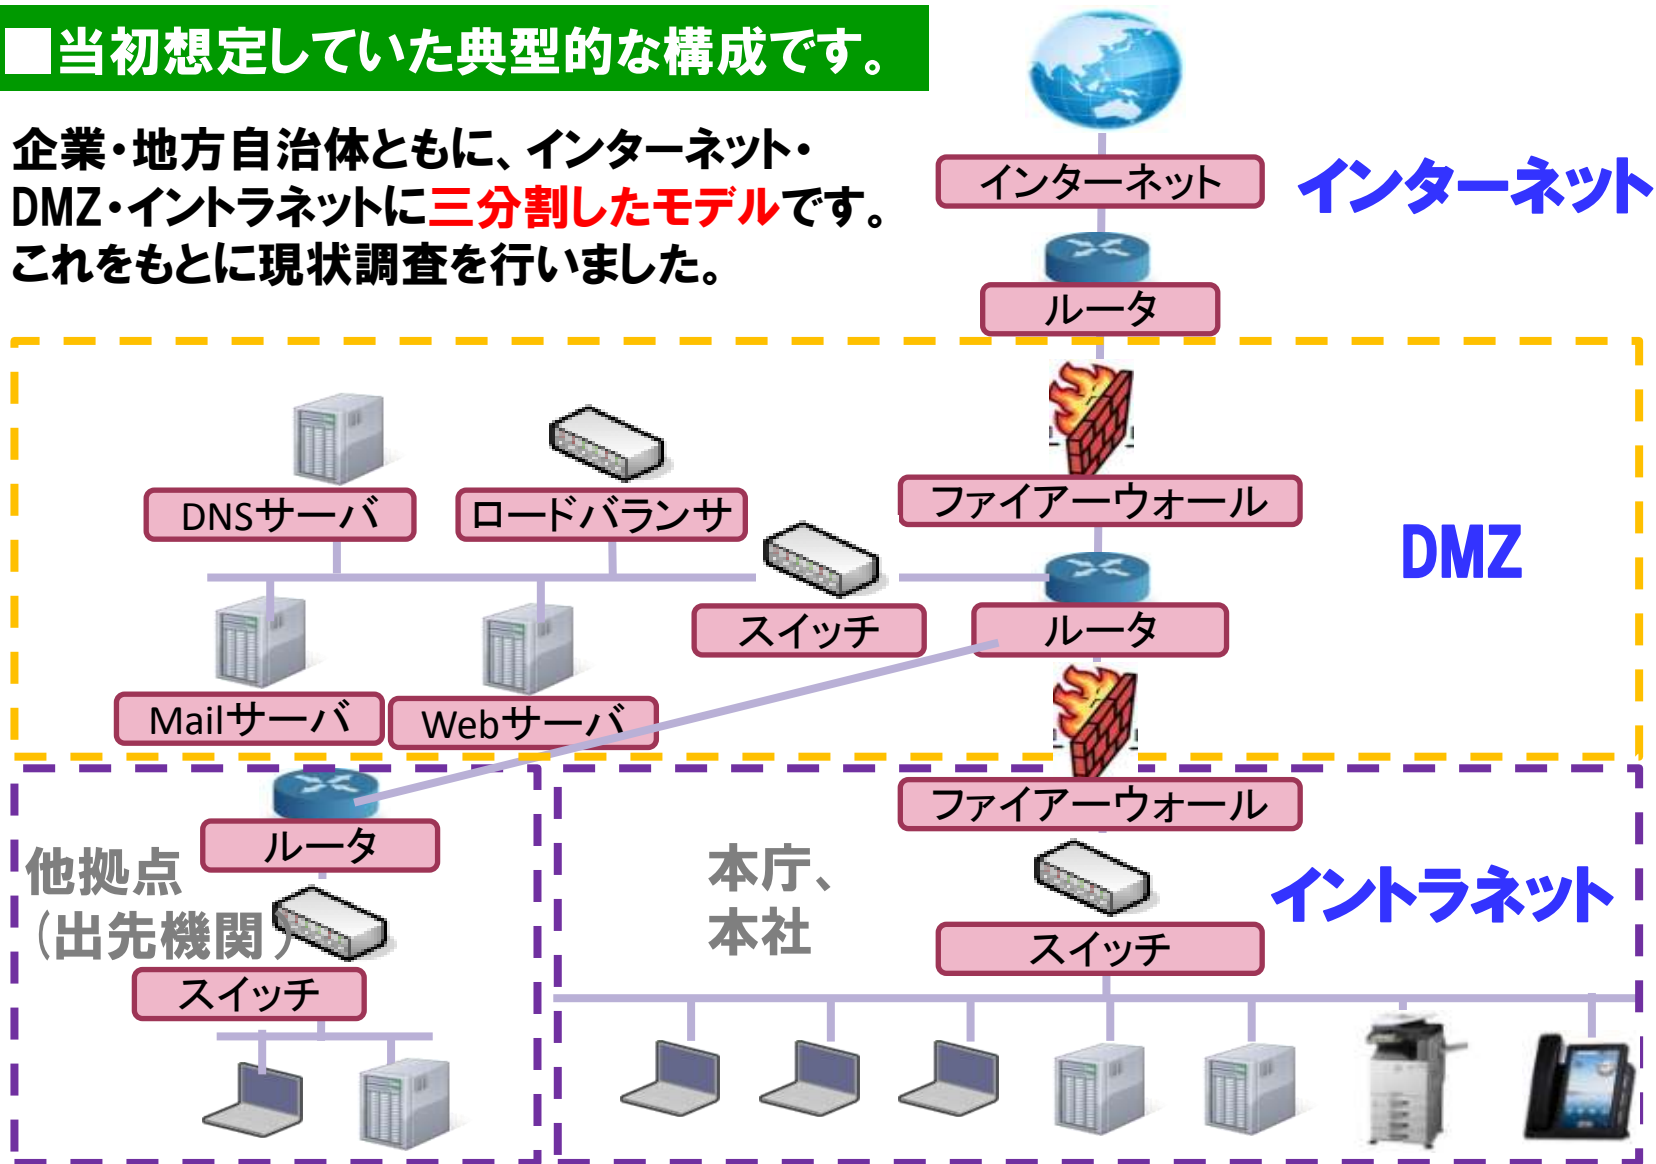 ■当初想定していた典型的な構成です。
企業・地方自治体ともに、インターネット・
DMZ・イントラネットに三分割したモデルです。
これをもとに現状調査を行いました。
インターネット
インターネット
ルータ
DNSサーバ
ロードバランサ
ファイアーウォール
DMZ
スイッチ
ルータ
Mailサーバ
Webサーバ
ファイアーウォール
ルータ
他拠点
(出先機関)
スイッチ
本庁、
本社
イントラネット
スイッチ